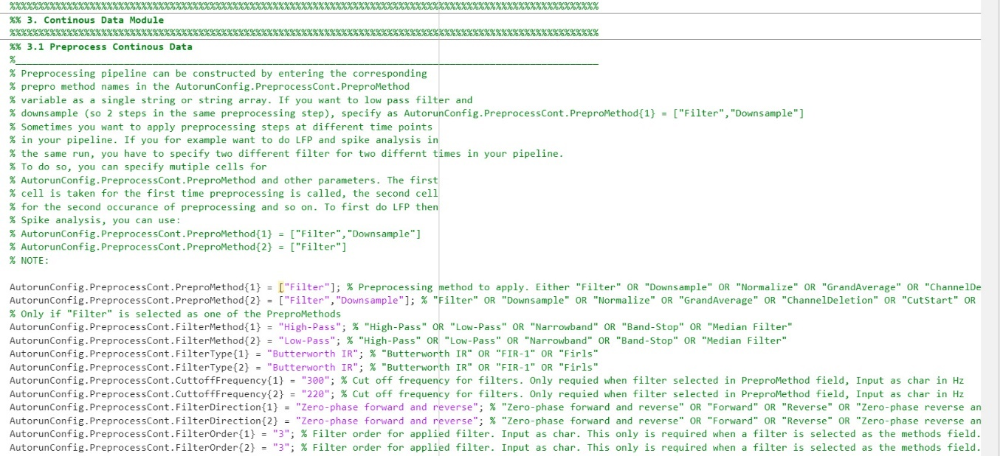 %%%%%%%%%%%%%%%%%%%%%%%%%%%%%%%%%%%%%%%%%%%%%%%%%%%%%%%%%%%%%%%%%%%%%%%%%%%%%%%%%%%%%%%%%%%%%%%%%%%%%%%%%
%% 3. Continous Data Module
%%%%%%%%%%%%%%%%%%%%%%%%%%%%%%%%%%%%%%%%%%%%%%%%%%%%%%%%%%%%%%%%%%%%%%%%%%%%%%%%%%%%%%%%%%%%%%%%%%%%%%%%%
%% 3.1 Preprocess Continous Data
%_______________________________________________________________________________________________________
% Preprocessing pipeline can be constructed by entering the corresponding
% prepro method names in the AutorunConfig.PreprocessCont.PreproMethod
% variable as a single string or string array. If you want to low pass filter and
% downsample (so 2 steps in the same preprocessing step), specify as AutorunConfig.PreprocessCont.PreproMethod{1} = ["Filter","Downsample"]
% Sometimes you want to apply preprocessing steps at different time points
% in your pipeline. If you for example want to do LFP and spike analysis in
% the same run, you have to specify two different filter for two differnt times in your pipeline.
% To do so, you can specify mutiple cells for
% AutorunConfig.PreprocessCont.PreproMethod and other parameters. The first
% cell is taken for the first time preprocessing is called, the second cell
% for the second occurance of preprocessing and so on. To first do LFP then
% Spike analysis, you can use:
% AutorunConfig.PreprocessCont.PreproMethod{1} = ["Filter","Downsample"]
% AutorunConfig.PreprocessCont.PreproMethod{2} = ["Filter"]
% NOTE:
AutorunConfig.PreprocessCont.PreproMethod{1} = ["Filter"]; % Preprocessing method to apply. Either "Filter" OR "Downsample" OR "Normalize" OR "GrandAverage" OR "ChannelDe
AutorunConfig.PreprocessCont.PreproMethod{2} = ["Filter","Downsample"]; % "Filter" OR "Downsample" OR "Normalize" OR "GrandAverage" OR "ChannelDeletion" OR "CutStart" OR
% Only if "Filter" is selected as one of the PreproMethods
AutorunConfig.PreprocessCont.FilterMethod{1} = "High-Pass"; % "High-Pass" OR "Low-Pass" OR "Narrowband" OR "Band-Stop" OR "Median Filter"
AutorunConfig.PreprocessCont.FilterMethod{2} = "Low-Pass"; % "High-Pass" OR "Low-Pass" OR "Narrowband" OR "Band-Stop" OR "Median Filter"
AutorunConfig.PreprocessCont.FilterType{1} = "Butterworth IR"; % "Butterworth IR" OR "FIR-1" OR "Firls"
AutorunConfig.PreprocessCont.FilterType{2} = "Butterworth IR"; % "Butterworth IR" OR "FIR-1" OR "Firls"
AutorunConfig.PreprocessCont.CuttoffFrequency{1} = "300"; % Cut off frequency for filters. Only requied when filter selected in PreproMethod field, Input as char in Hz
AutorunConfig.PreprocessCont.CuttoffFrequency{2} = "220"; % Cut off frequency for filters. Only requied when filter selected in PreproMethod field, Input as char in Hz
AutorunConfig.PreprocessCont.FilterDirection{1} = "Zero-phase forward and reverse"; % "Zero-phase forward and reverse" OR "Forward" OR "Reverse" OR "Zero-phase reverse an
AutorunConfig.PreprocessCont.FilterDirection{2} = "Zero-phase forward and reverse"; % "Zero-phase forward and reverse" OR "Forward" OR "Reverse" OR "Zero-phase reverse an
AutorunConfig.PreprocessCont.FilterOrder{1} = "3"; % Filter order for applied filter. Input as char. This only is required when a filter is selected as the methods field.
AutorunConfig.PreprocessCont.FilterOrder{2} = "3"; % Filter order for applied filter. Input as char. This only is required when a filter is selected as the methods field.